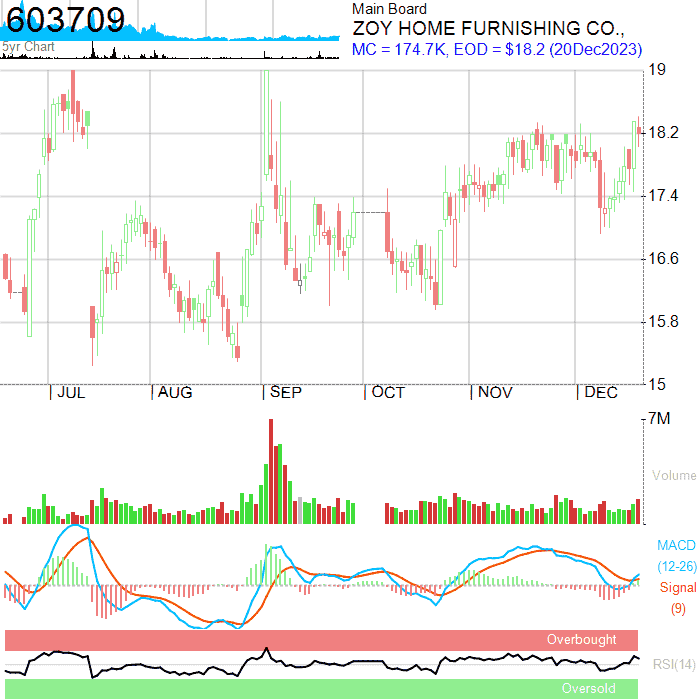 603709
5yr Chart
Main Board
ZOY HOME FURNISHING CO.,
MC = 174.7K, EOD = $18.2 (20Dec2023)
19
18.2
17.4
16.6
15.8
15
JUL AUG SEP OCT NOV DEC
7M
Volume
MACD
(12-26)
Signal
(9)
Overbought
RSI(14)
Oversold